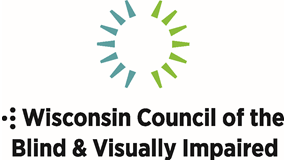 Wisconsin Council of the
Blind & Visually Impaired